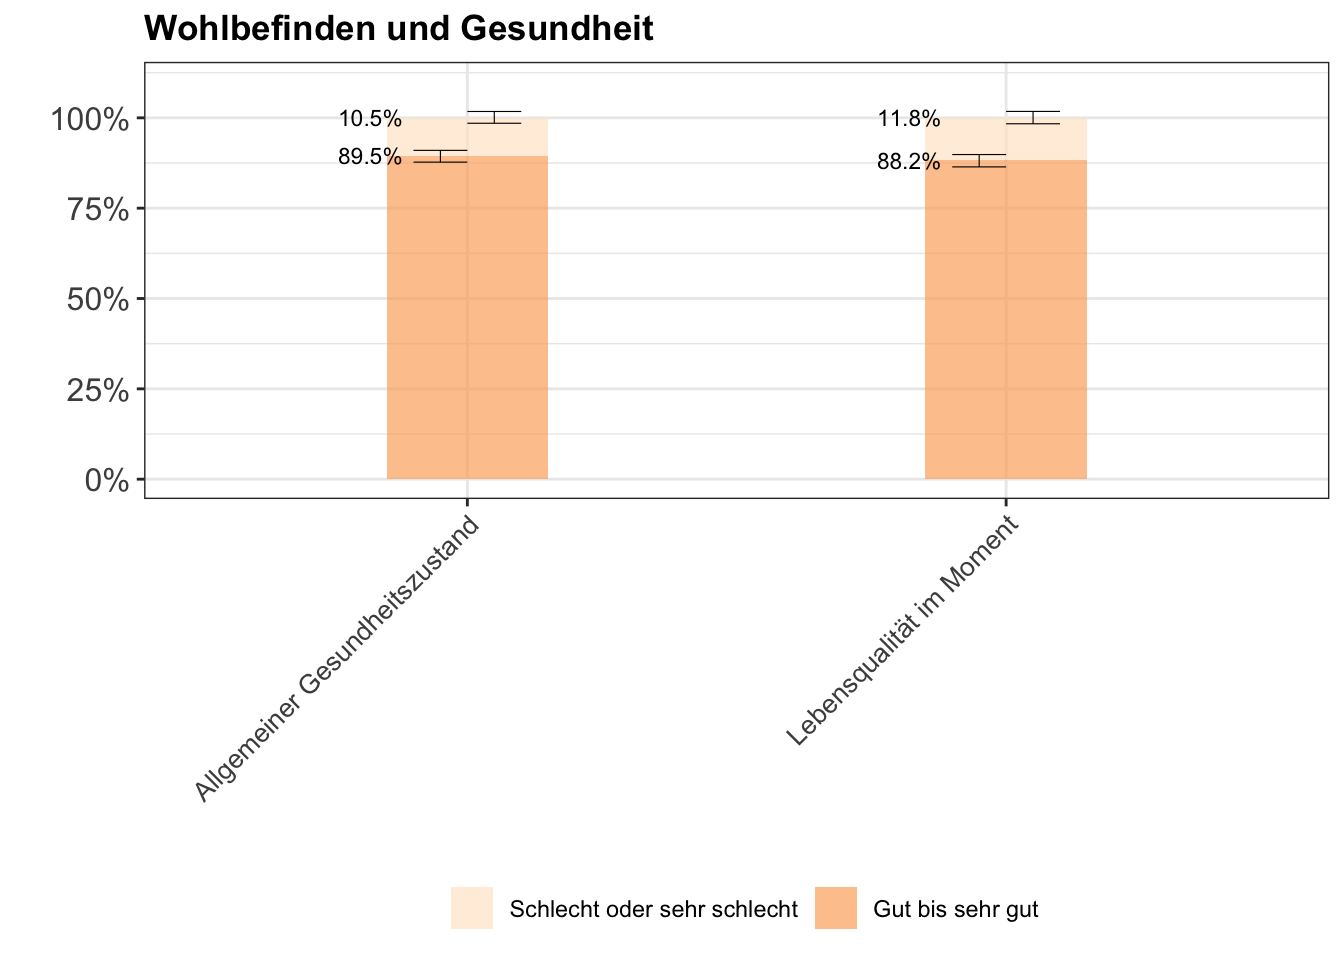 Wohlbefinden und Gesundheit
100%
75%
50%
25%
0%
10.5%
89.5%
11.8%
88.2%
Allgemeiner Gesundheitszustand
Lebensqualität im Moment
Schlecht oder sehr schlecht
Gut bis sehr gut